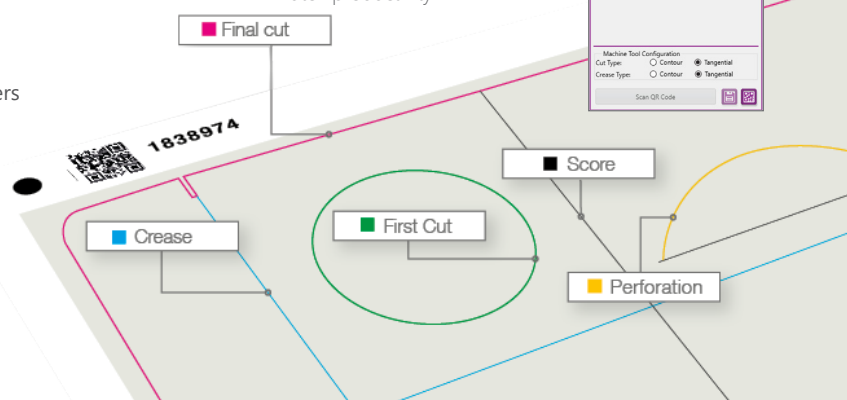 Final cut
Machine Tool Configuration
Cut Type: Contour Tangential
Crease Type: Contour Tangential
Scan QR Code
ers
1838974
Score
First Cut
Crease
Perforation